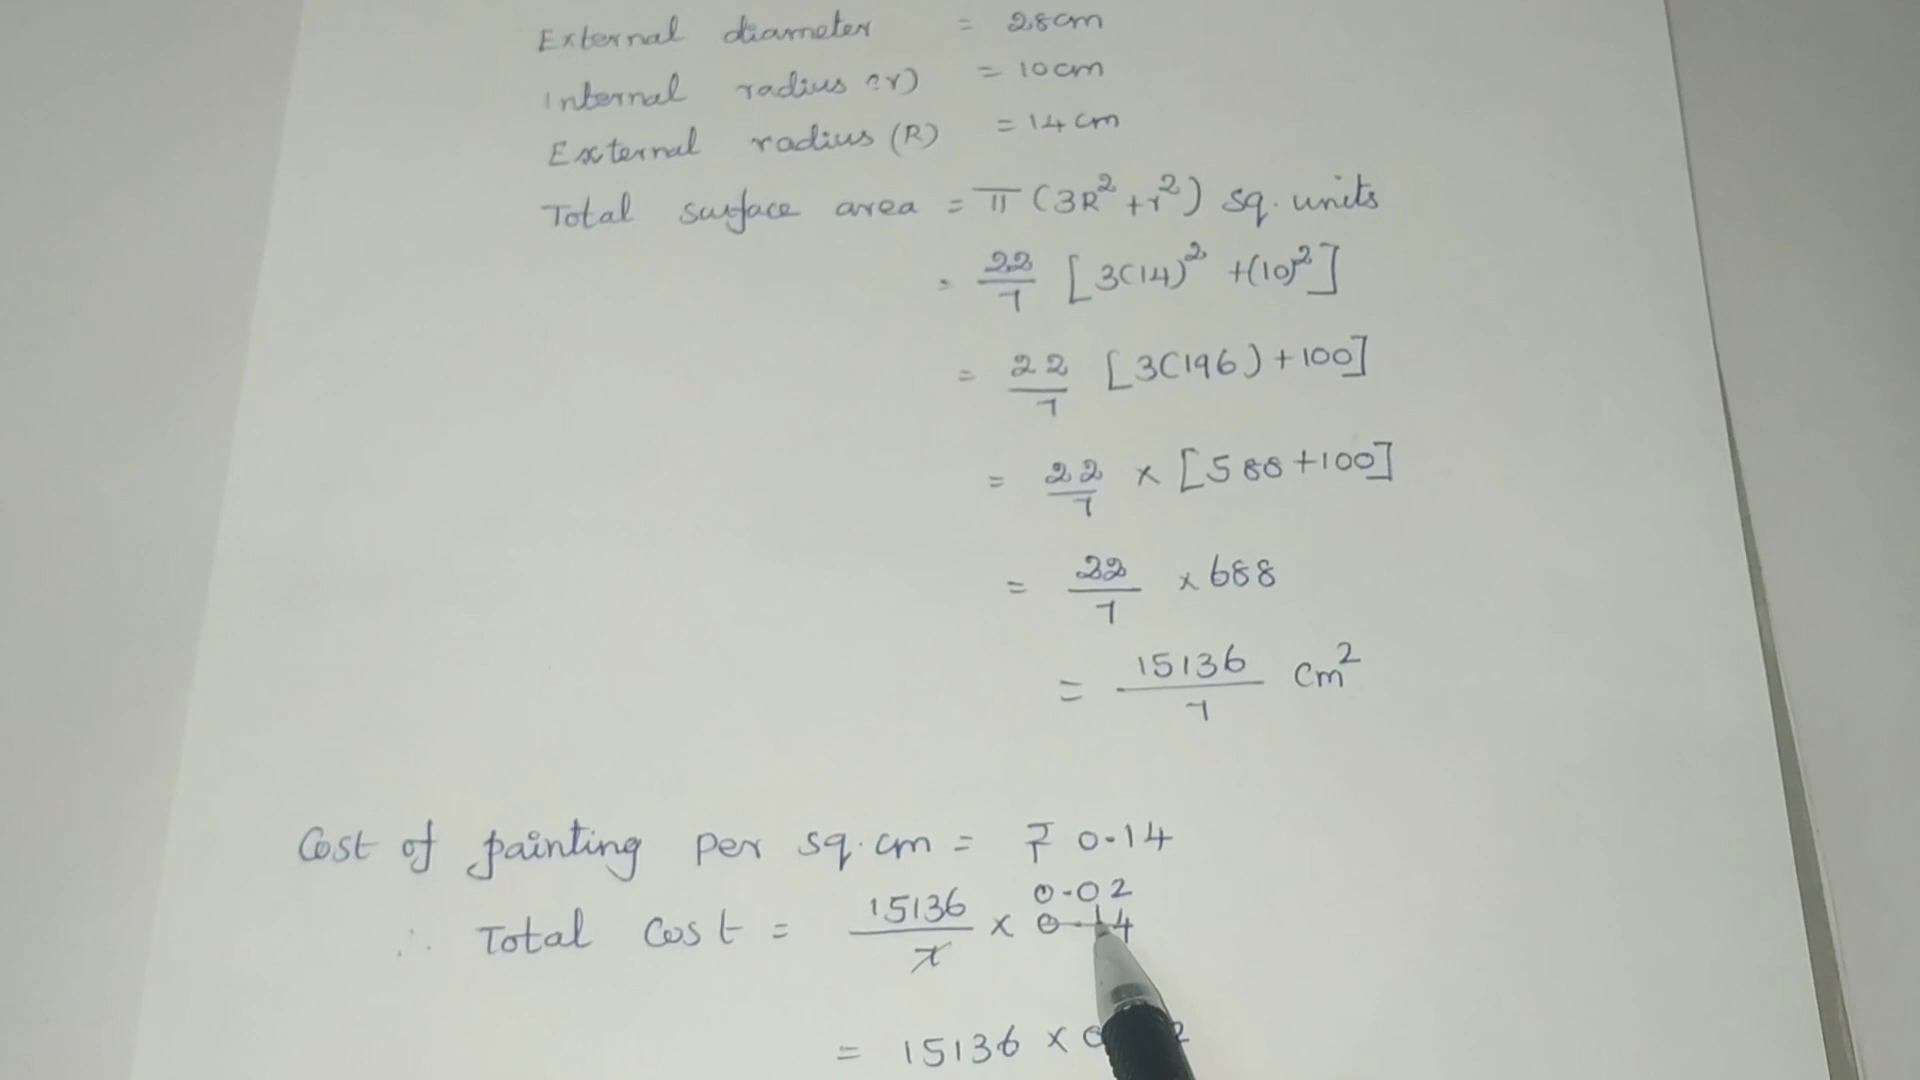 External diameter = 28cm
Internal radius (r) = 10cm
External radius (R) = 14cm
Total surface area = π (3R² + r²) sq. units
= 22/7 [3(14)² + (10)²]
= 22/7 [3(196) + 100]
= 22/7 × [588 + 100]
= 22/7 × 688
= 15136/7 cm²
Cost of painting per sq.cm = ₹ 0.14
0.02
∴ Total cost = 15136/7 × 0.14
= 15136 ×